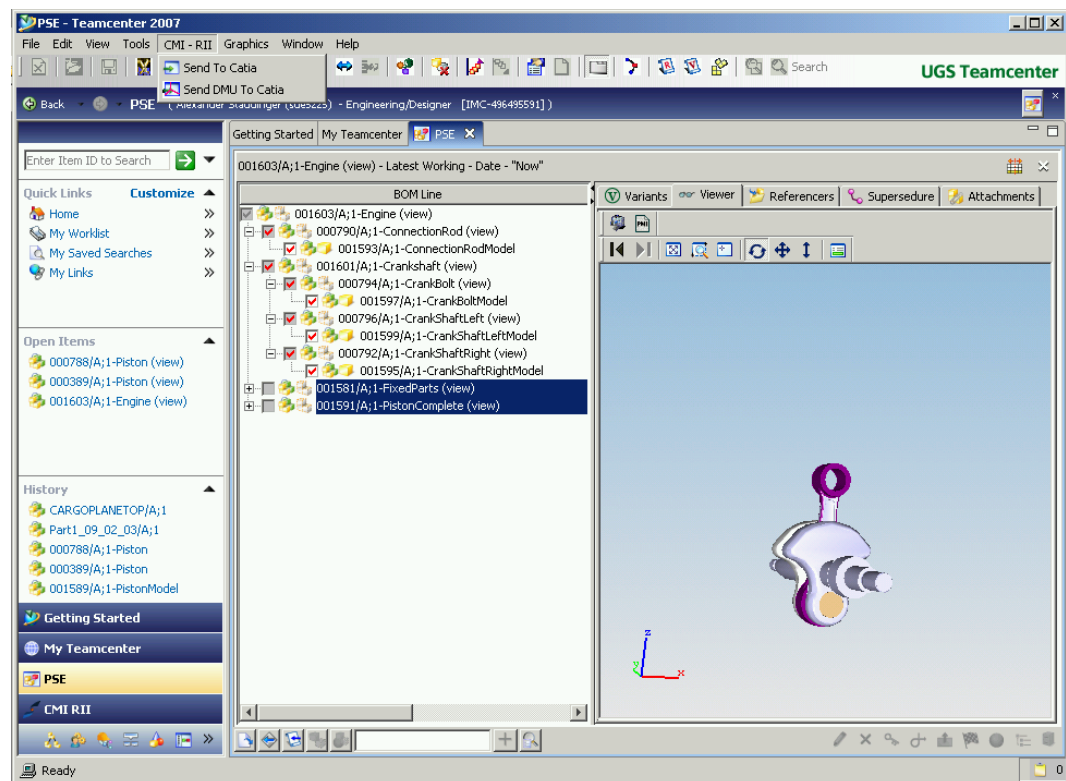 PSE - Teamcenter 2007
File Edit View Tools CMI - RII Graphics Window Help
Send To Catia
Send DMU To Catia
Search
UGS Teamcenter
Back
PSE
- Engineering/Designer [IMC-496495591] )
Getting Started
My Teamcenter
PSE
Enter Item ID to Search
001603/A;1-Engine (view) - Latest Working - Date - "Now"
Quick Links
Customize
Home
My Worklist
My Saved Searches
My Links
Open Items
000788/A;1-Piston (view)
000389/A;1-Piston (view)
001603/A;1-Engine (view)
History
CARGOPLANETOP/A;1
Part1_09_02_03/A;1
000788/A;1-Piston
000389/A;1-Piston
001589/A;1-PistonModel
Getting Started
My Teamcenter
PSE
CMI RII
BOM Line
001603/A;1-Engine (view)
000790/A;1-ConnectionRod (view)
001593/A;1-ConnectionRodModel
001601/A;1-Crankshaft (view)
000794/A;1-CrankBolt (view)
001597/A;1-CrankBoltModel
000796/A;1-CrankShaftLeft (view)
001599/A;1-CrankShaftLeftModel
000792/A;1-CrankShaftRight (view)
001595/A;1-CrankShaftRightModel
001581/A;1-FixedParts (view)
001591/A;1-PistonComplete (view)
Variants
Viewer
Referencers
Supersedure
Attachments
PMI
z
y
x
Ready
0